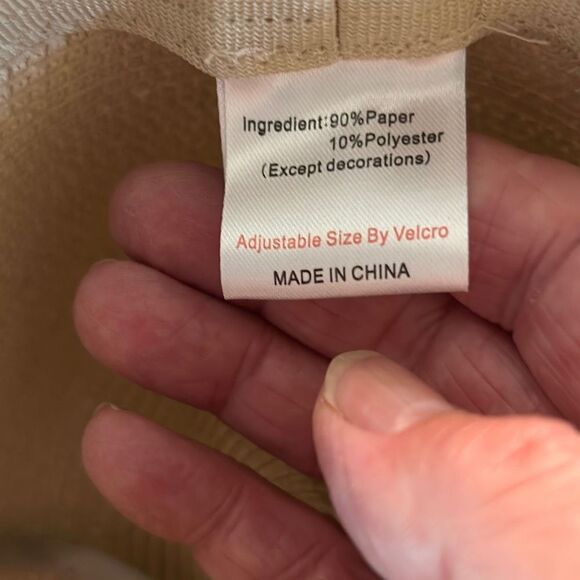 Ingredient:90%Paper
10%Polyester
(Except decorations)
Adjustable Size By Velcro
MADE IN CHINA